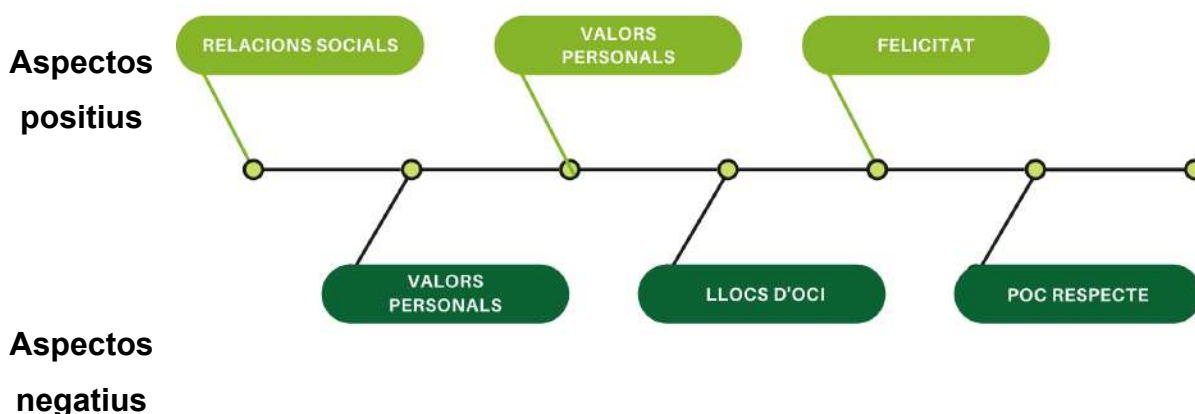 Aspectos
positius
RELACIONS SOCIALS
VALORS
PERSONALS
FELICITAT
VALORS
PERSONALS
LLOCS D'OCI
POC RESPECTE
Aspectos
negatius